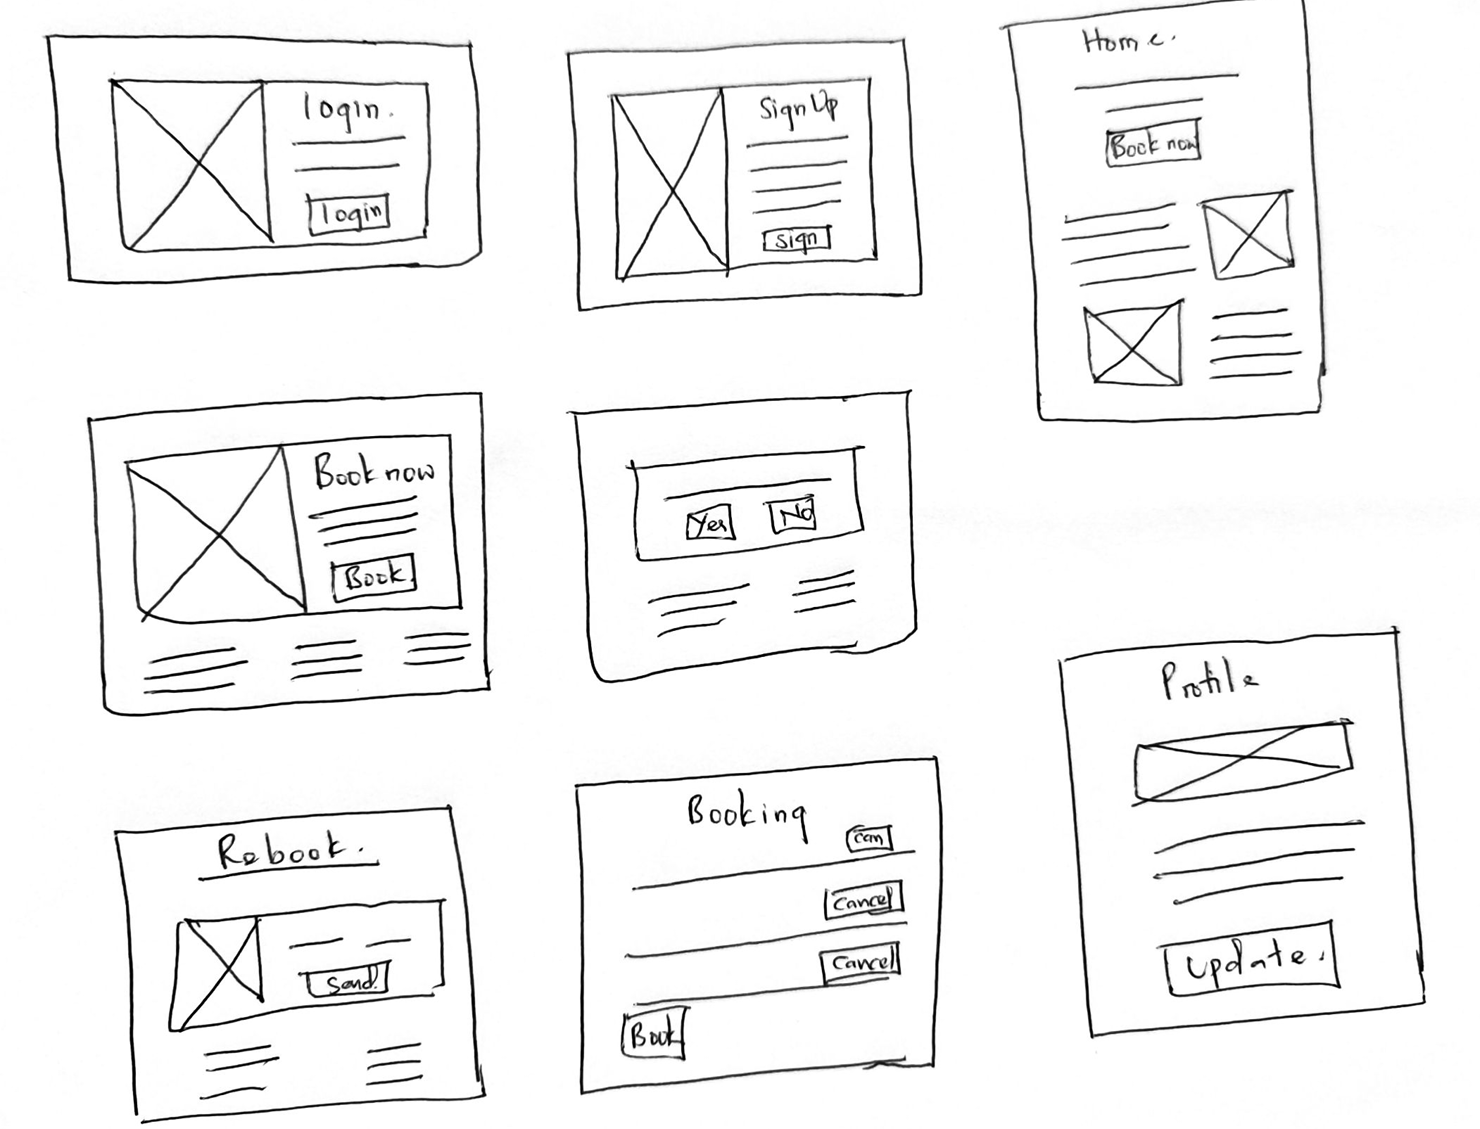 login.
login
Sign Up
sign
Home.
Book now
Book now
Book
Yes
No
Profile
Update.
Rebook.
Send
Booking
can
Cancel
Cancel
Book